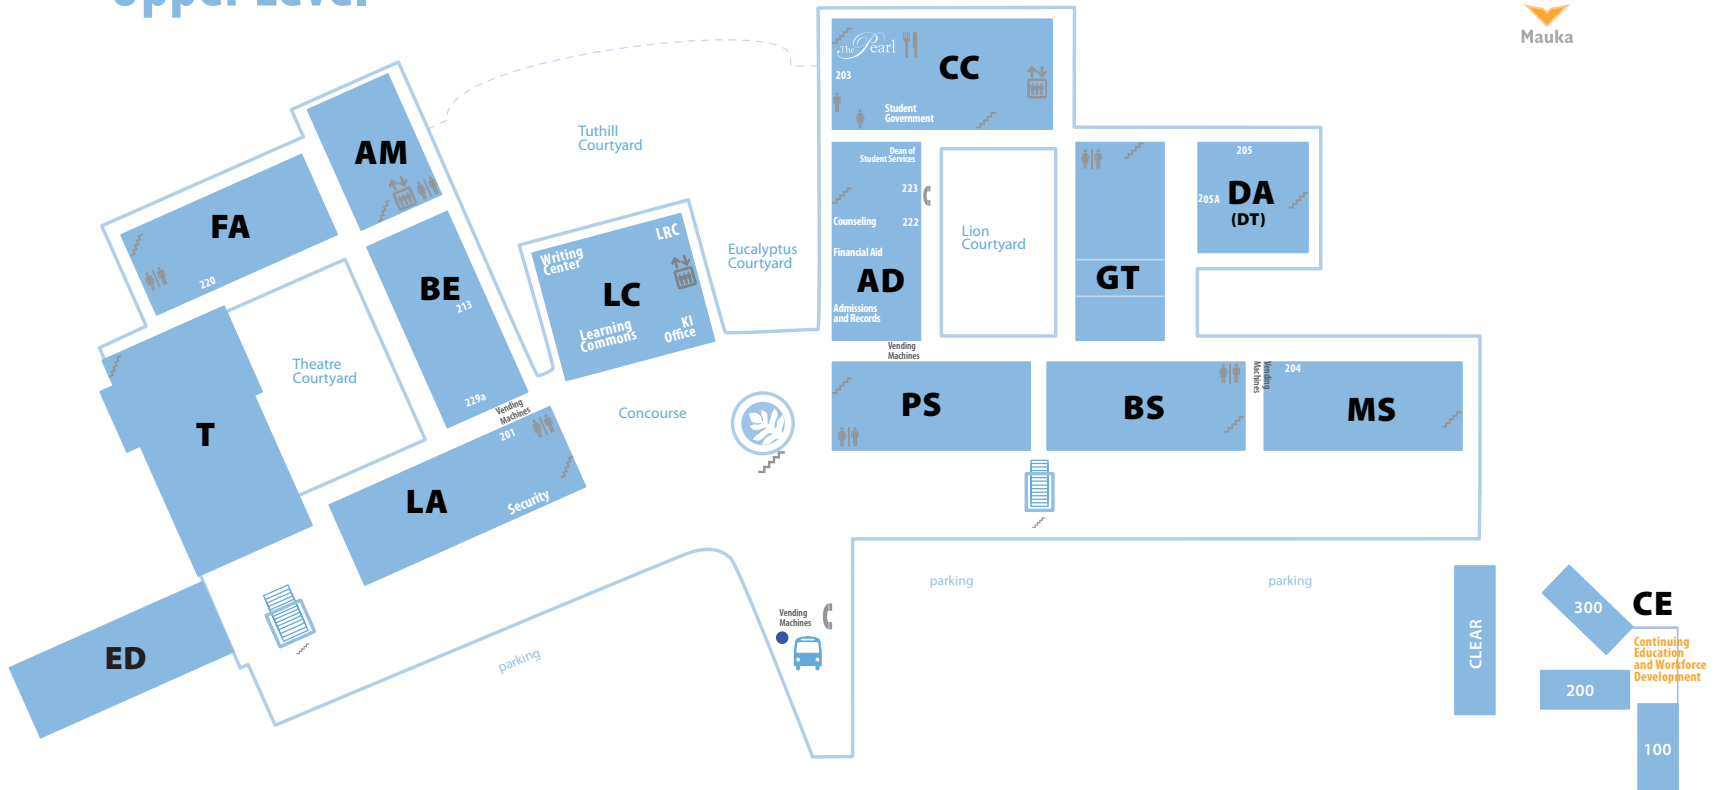 Upper Level
Mauka
The Pearl
203
CC
Student
Government
AM
Tuthill
Courtyard
FA
220
BE
213
229a
Writing
Center
LRC
LC
Learning
Commons
KI
Office
Eucalyptus
Courtyard
Dean of
Student Services
223
Counseling
222
Financial Aid
AD
Admissions
and Records
Vending
Machines
Lion
Courtyard
GT
205
205A
DA
(DT)
T
Theatre
Courtyard
Vending
Machines
201
LA
Security
Concourse
PS
BS
Vending
Machines
204
MS
ED
parking
Vending
Machines
parking
parking
CLEAR
300
CE
Continuing
Education
and Workforce
Development
200
100